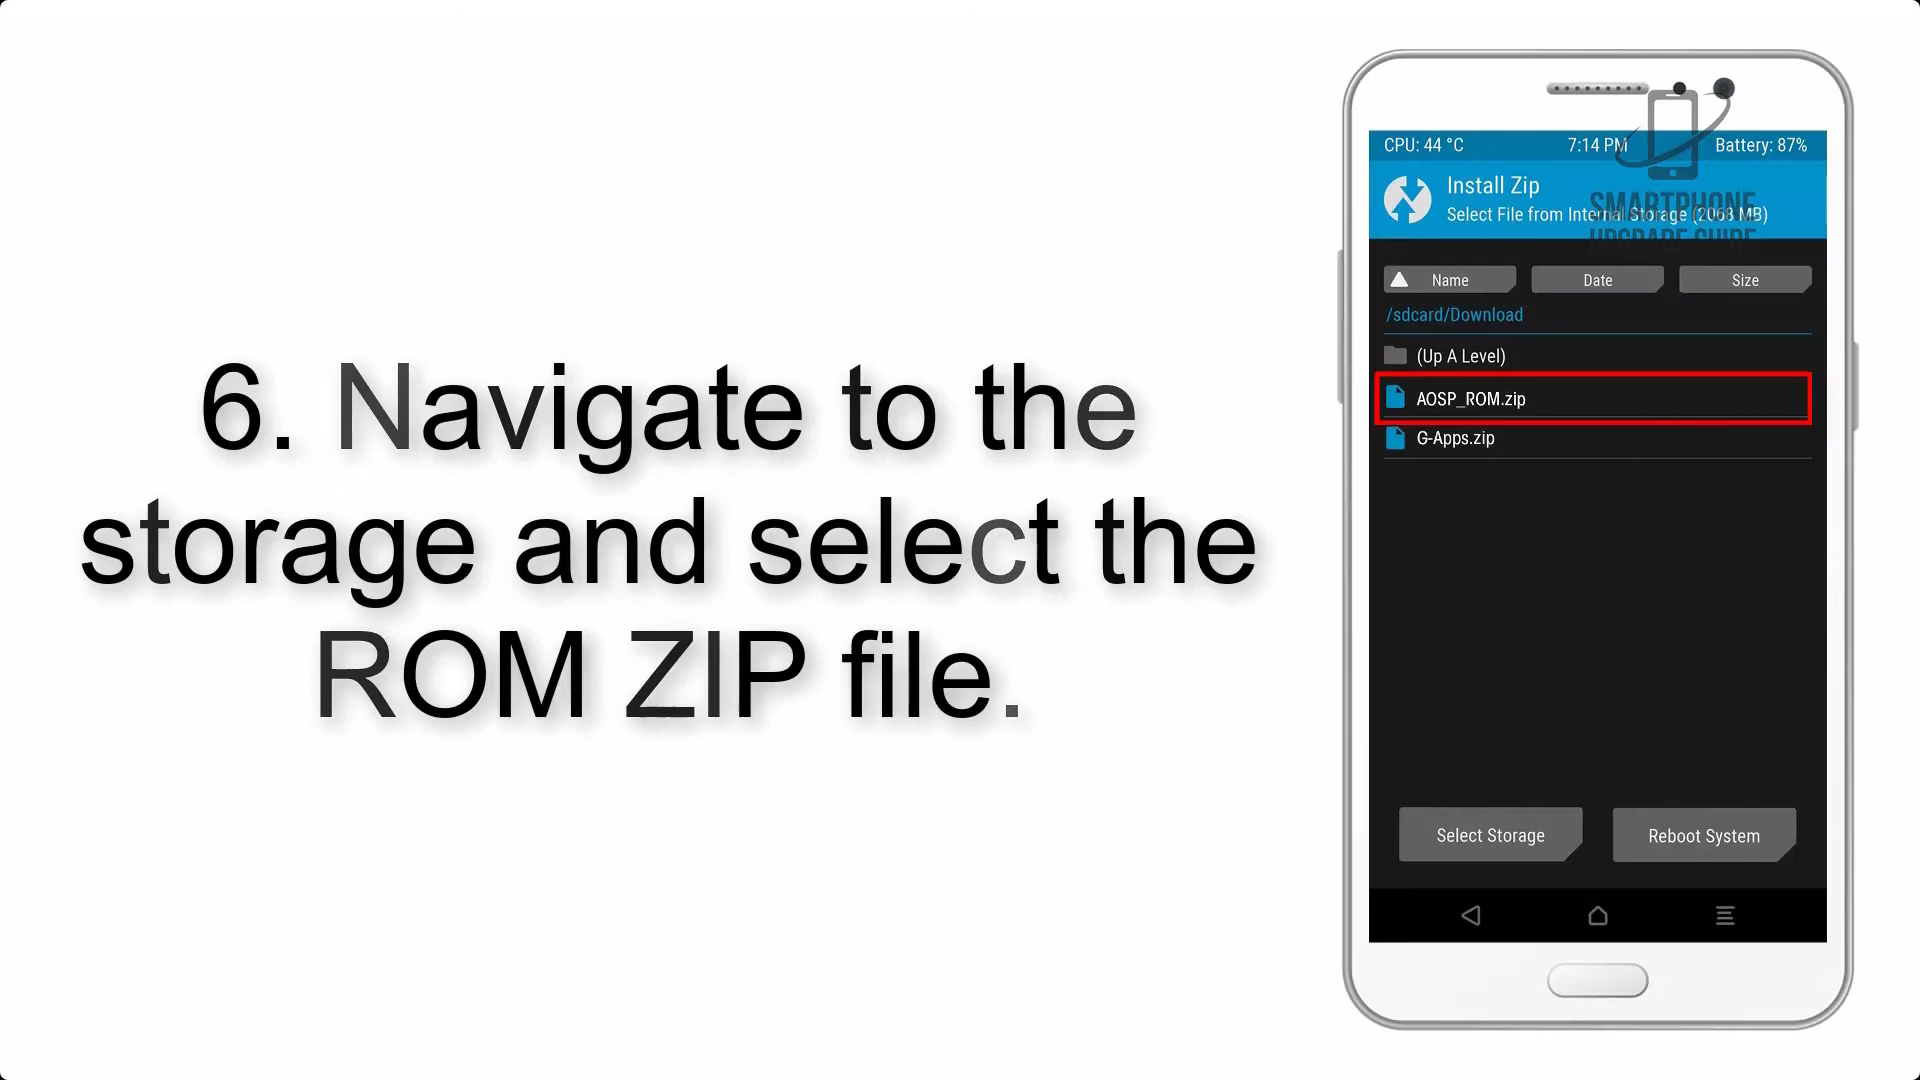 6. Navigate to the
storage and select the
ROM ZIP file.
CPU: 44 °C 7:14 PM Battery: 87%
Install Zip
Select File from Internal Storage (2068 MB)
SMARTPHONE
UPGRADE GUIDE
Name Date Size
/sdcard/Download
(Up A Level)
AOSP_ROM.zip
G-Apps.zip
Select Storage Reboot System